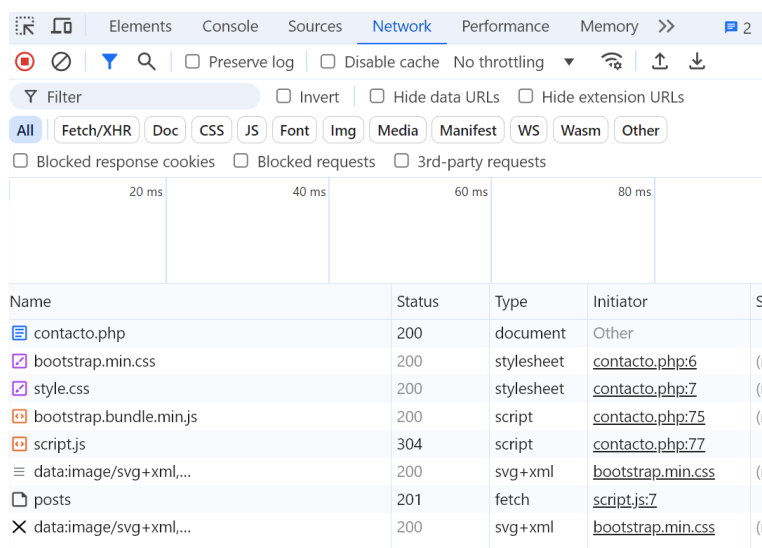 Elements Console Sources Network Performance Memory 2
Preserve log Disable cache No throttling
Filter Invert Hide data URLs Hide extension URLs
All Fetch/XHR Doc CSS JS Font Img Media Manifest WS Wasm Other
Blocked response cookies Blocked requests 3rd-party requests
20 ms 40 ms 60 ms 80 ms
Name Status Type Initiator S
contacto.php 200 document Other
bootstrap.min.css 200 stylesheet contacto.php:6 (
style.css 200 stylesheet contacto.php:7 (
bootstrap.bundle.min.js 200 script contacto.php:75 (
script.js 304 script contacto.php:77
data:image/svg+xml,... 200 svg+xml bootstrap.min.css (
posts 201 fetch script.js:7
data:image/svg+xml,... 200 svg+xml bootstrap.min.css (